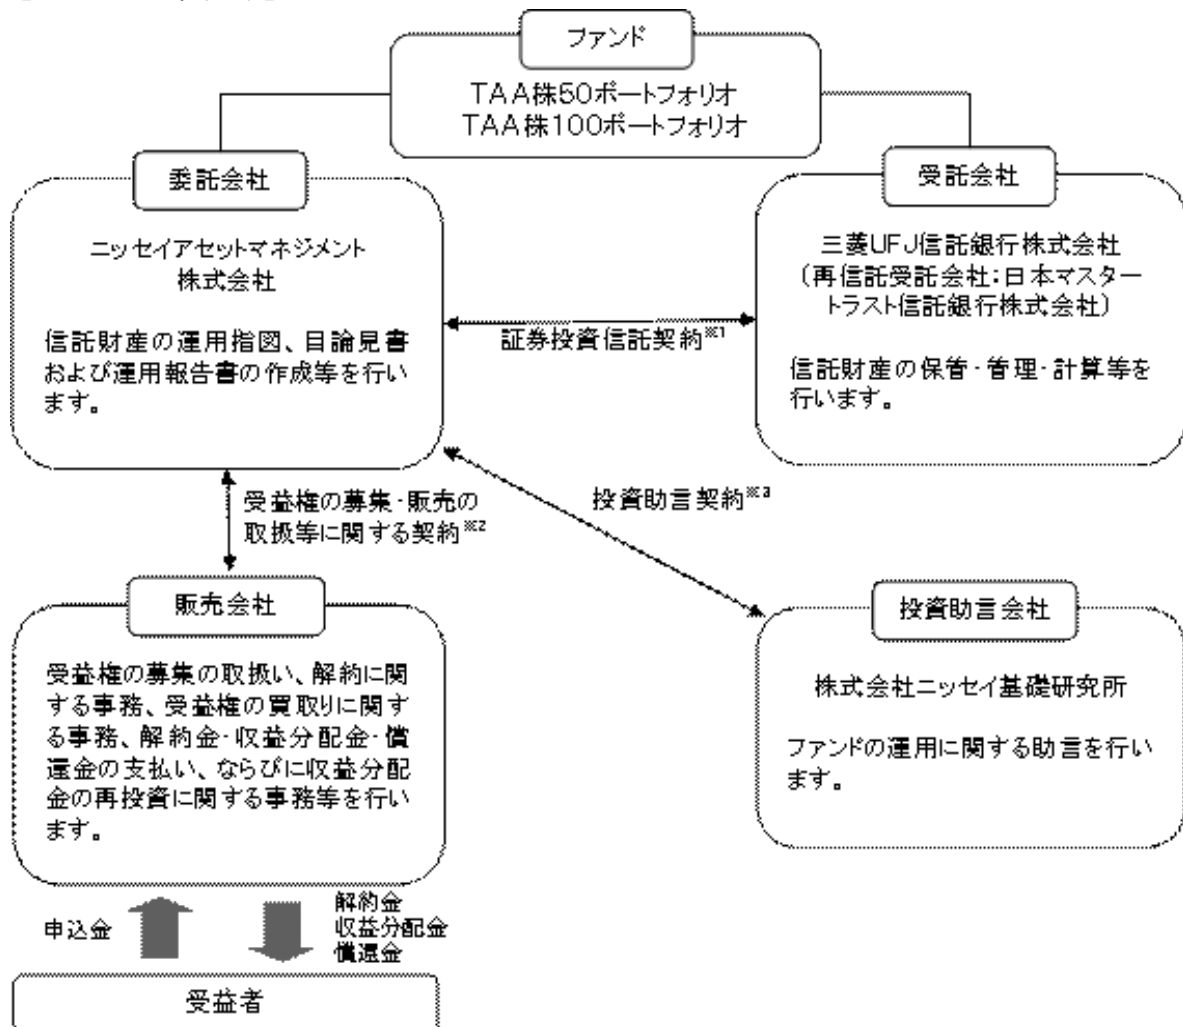 ファンド
TAA株50ポートフォリオ
TAA株100ポートフォリオ
委託会社
ニッセイアセットマネジメント
株式会社
信託財産の運用指図、目論見書
および運用報告書の作成等を行い
ます。
受託会社
三菱UFJ信託銀行株式会社
(再信託受託会社:日本マスター
トラスト信託銀行株式会社)
信託財産の保管・管理・計算等を
行います。
証券投資信託契約※1
受益権の募集・販売の
取扱等に関する契約※2
投資助言契約※3
販売会社
受益権の募集の取扱い、解約に関
する事務、受益権の買取りに関す
る事務、解約金・収益分配金・償
還金の支払い、ならびに収益分配
金の再投資に関する事務等を行い
ます。
投資助言会社
株式会社ニッセイ基礎研究所
ファンドの運用に関する助言を行い
ます。
申込金
解約金
収益分配金
償還金
受益者